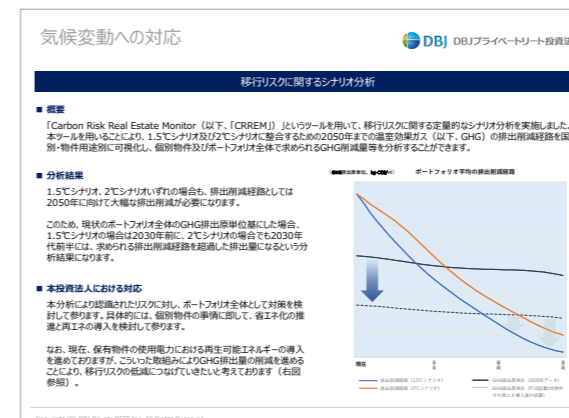 気候変動への対応
DBJ DBJプライベートリート投資法
移行リスクに関するシナリオ分析
■ 概要
「Carbon Risk Real Estate Monitor（以下、「CRREM」）」というツールを用いて、移行リスクに関する定量的なシナリオ分析を実施しました。
本ツールを用いることにより、1.5℃シナリオ及び2℃シナリオに整合するための2050年までの温室効果ガス（以下、GHG）の排出削減経路を国
別・物件用途別に可視化し、個別物件及びポートフォリオ全体で求められるGHG削減量等を分析することができます。
■ 分析結果
1.5℃シナリオ、2℃シナリオいずれの場合も、排出削減経路としては
2050年に向けて大幅な排出削減が必要になります。
このため、現状のポートフォリオ全体のGHG排出原単位基にした場合、
1.5℃シナリオの場合は2030年前に、2℃シナリオの場合でも2030年
代前半には、求められる排出削減経路を超過した排出量になるという分
析結果になります。
■ 本投資法人における対応
本分析により認識されたリスクに対し、ポートフォリオ全体として対策を検
討して参ります。具体的には、個別物件の事情に即して、省エネ化の推
進と再エネの導入を検討して参ります。
なお、現在、保有物件の使用電力における再生可能エネルギーの導入
を進めておりますが、こういった取組みによりGHG排出量の削減を進める
ことにより、移行リスクの低減につなげていきたいと考えております（右図
参照）。
ポートフォリオ平均の排出削減経路
現在
排出削減経路（1.5℃シナリオ）
排出削減経路（2℃シナリオ）